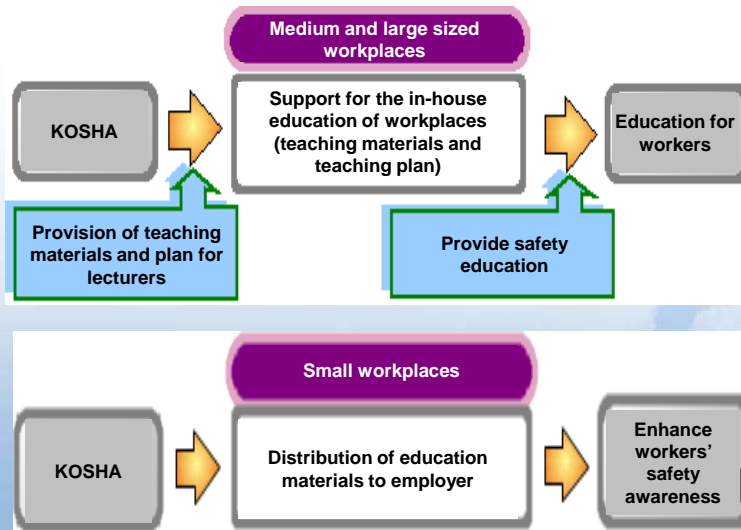 Medium and large sized
workplaces
KOSHA
Support for the in-house
education of workplaces
(teaching materials and
teaching plan)
Education for
workers
Provision of teaching
materials and plan for
lecturers
Provide safety
education
Small workplaces
KOSHA
Distribution of education
materials to employer
Enhance
workers’
safety
awareness